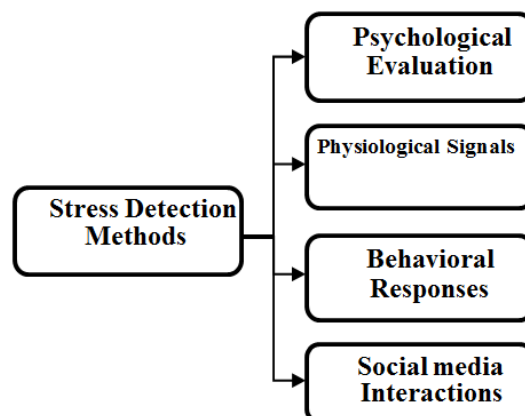 Psychological
Evaluation
Physiological Signals
Stress Detection
Methods
Behavioral
Responses
Social media
Interactions